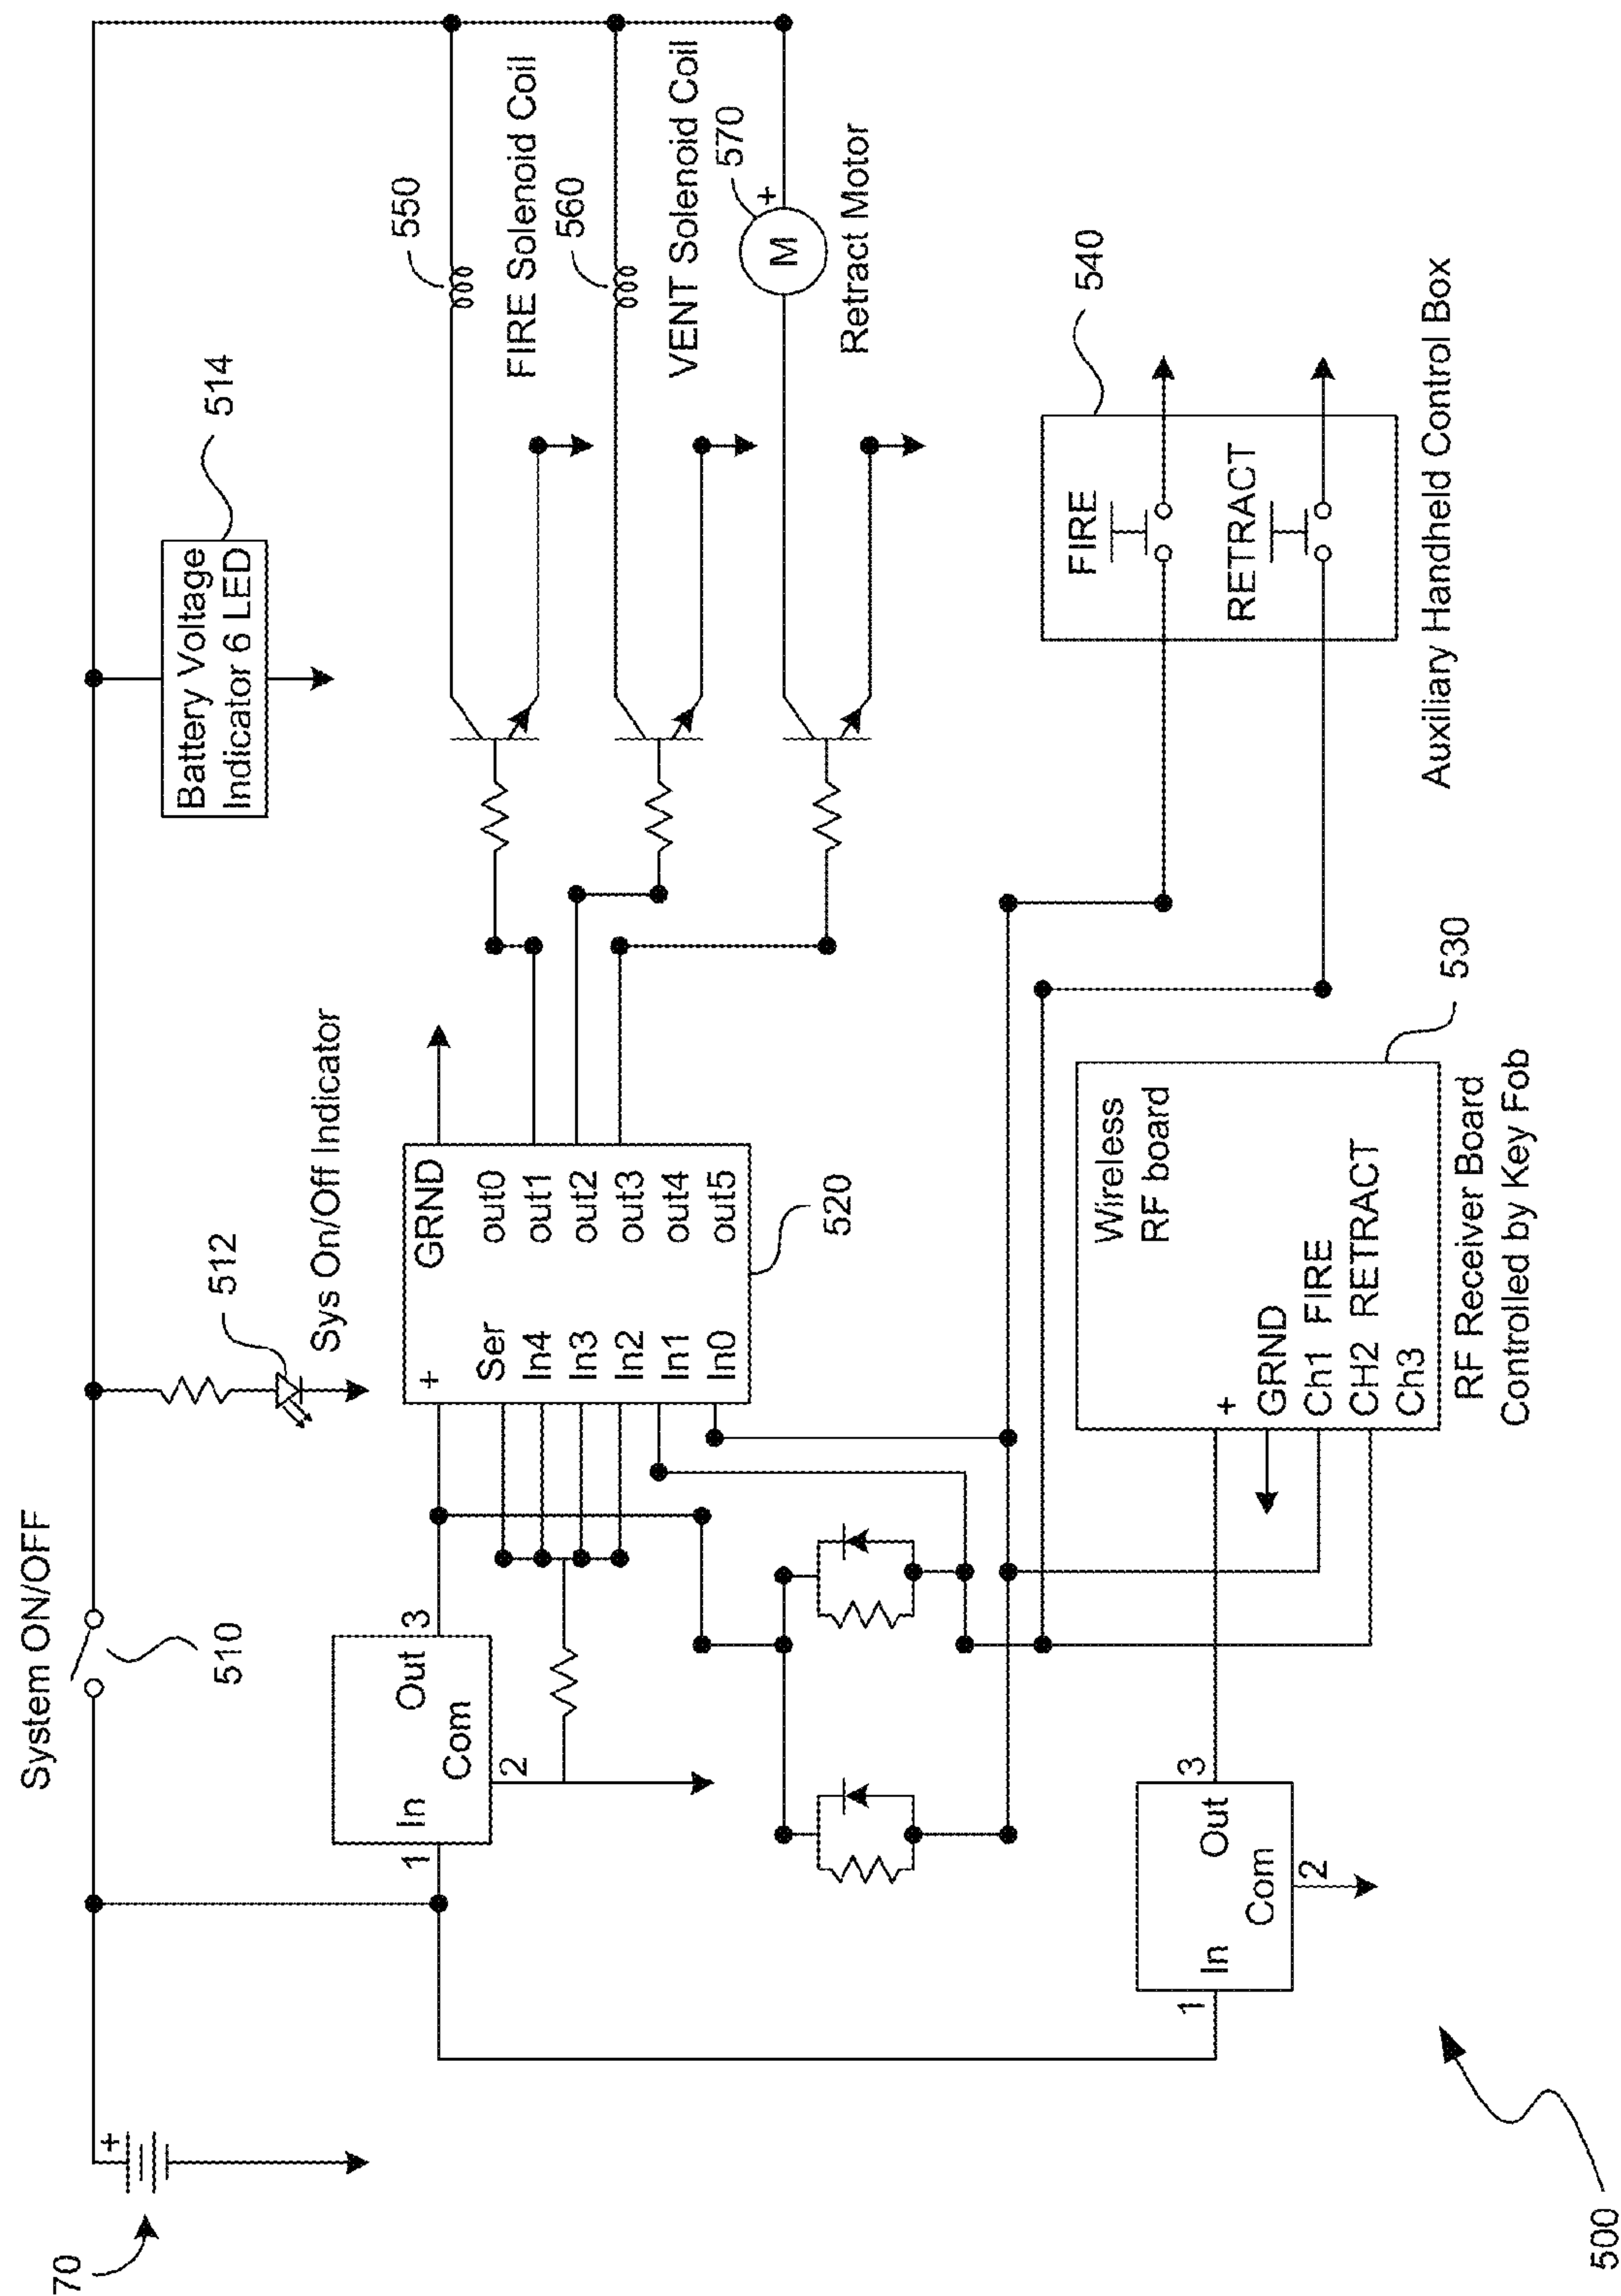 System ON/OFF
70
+
510
512
Sys On/Off Indicator
514
Battery Voltage
Indicator 6 LED
1
In
Out
3
Com
2
+
GRND
Ser
out0
In4
out1
In3
out2
In2
out3
In1
out4
In0
out5
520
550
FIRE Solenoid Coil
560
VENT Solenoid Coil
570
M
+
Retract Motor
540
FIRE
RETRACT
Auxiliary Handheld Control Box
1
In
Out
3
Com
2
Wireless
RF board
+
GRND
Ch1 FIRE
CH2 RETRACT
Ch3
530
RF Receiver Board
Controlled by Key Fob
500